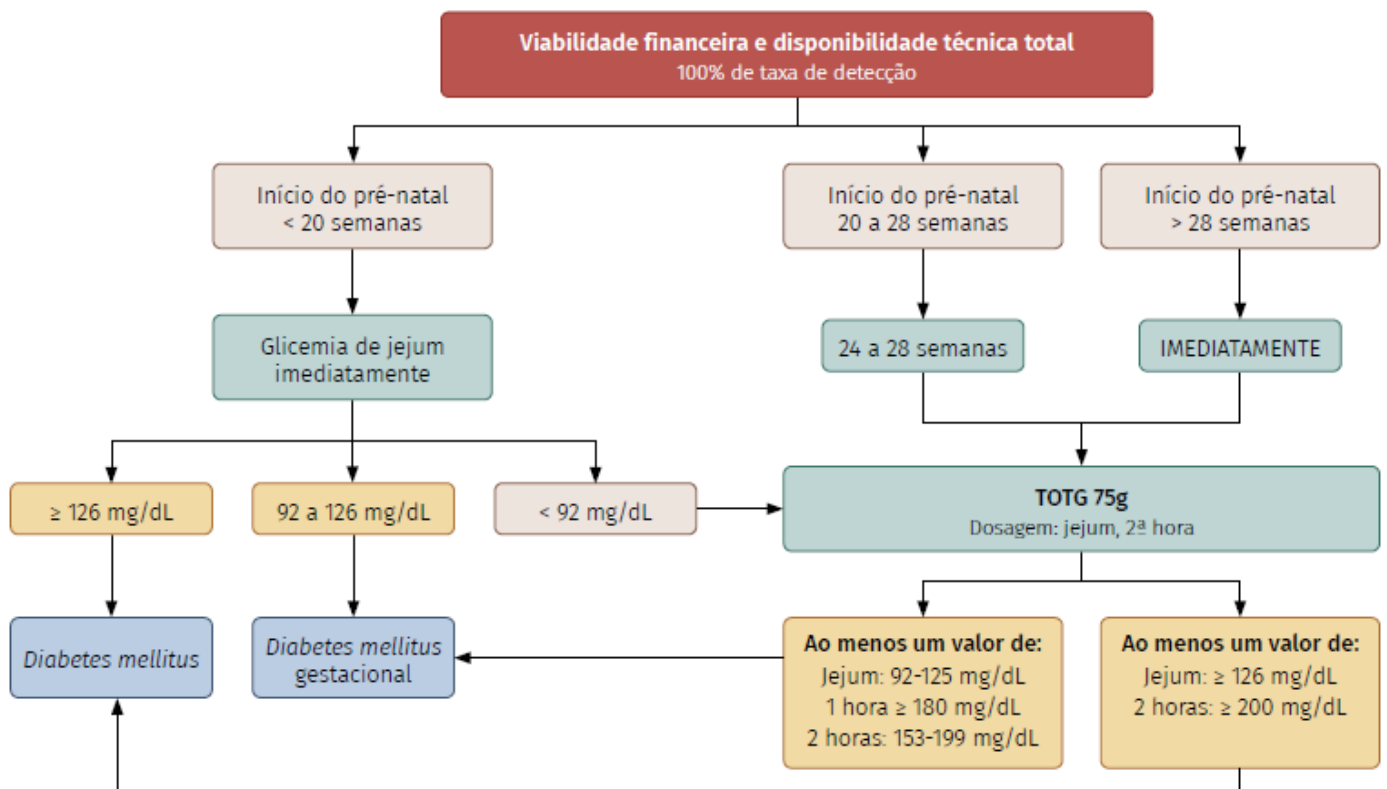 Viabilidade financeira e disponibilidade técnica total
100% de taxa de detecção
Início do pré-natal
< 20 semanas
Início do pré-natal
20 a 28 semanas
Início do pré-natal
> 28 semanas
Glicemia de jejum
imediatamente
24 a 28 semanas
IMEDIATAMENTE
≥ 126 mg/dL
92 a 126 mg/dL
< 92 mg/dL
TOTG 75g
Dosagem: jejum, 2ª hora
Diabetes mellitus
Diabetes mellitus
gestacional
Ao menos um valor de:
Jejum: 92-125 mg/dL
1 hora ≥ 180 mg/dL
2 horas: 153-199 mg/dL
Ao menos um valor de:
Jejum: ≥ 126 mg/dL
2 horas: ≥ 200 mg/dL